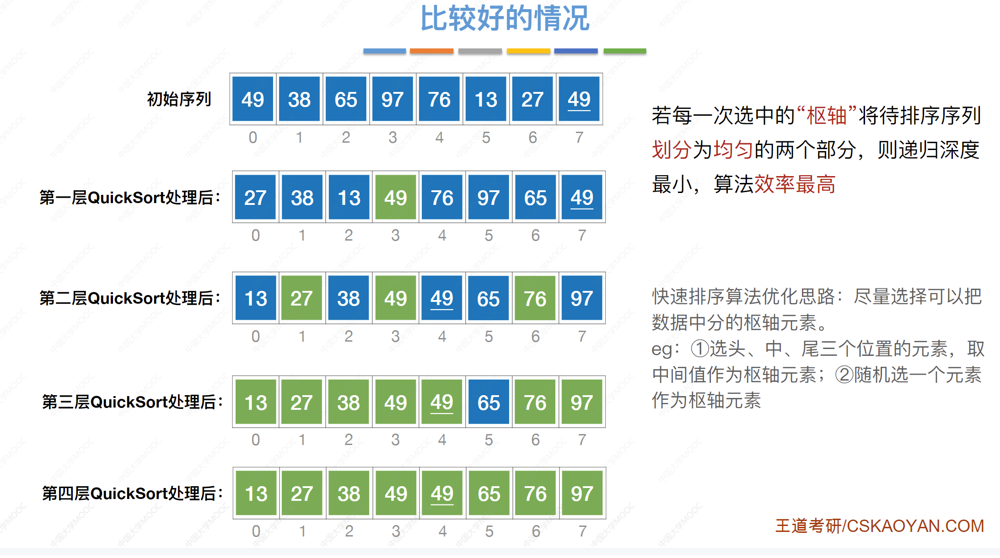 比较好的情况
初始序列 49 38 65 97 76 13 27 49
0 1 2 3 4 5 6 7
若每一次选中的“枢轴”将待排序序列
划分为均匀的两个部分，则递归深度
最小，算法效率最高
第一层QuickSort处理后： 27 38 13 49 76 97 65 49
0 1 2 3 4 5 6 7
第二层QuickSort处理后： 13 27 38 49 49 65 76 97
0 1 2 3 4 5 6 7
快速排序算法优化思路：尽量选择可以把
数据中分的枢轴元素。
eg：①选头、中、尾三个位置的元素，取
中间值作为枢轴元素；②随机选一个元素
作为枢轴元素
第三层QuickSort处理后： 13 27 38 49 49 65 76 97
0 1 2 3 4 5 6 7
第四层QuickSort处理后： 13 27 38 49 49 65 76 97
0 1 2 3 4 5 6 7
王道考研/CSKAOYAN.COM
中国大学MOOC